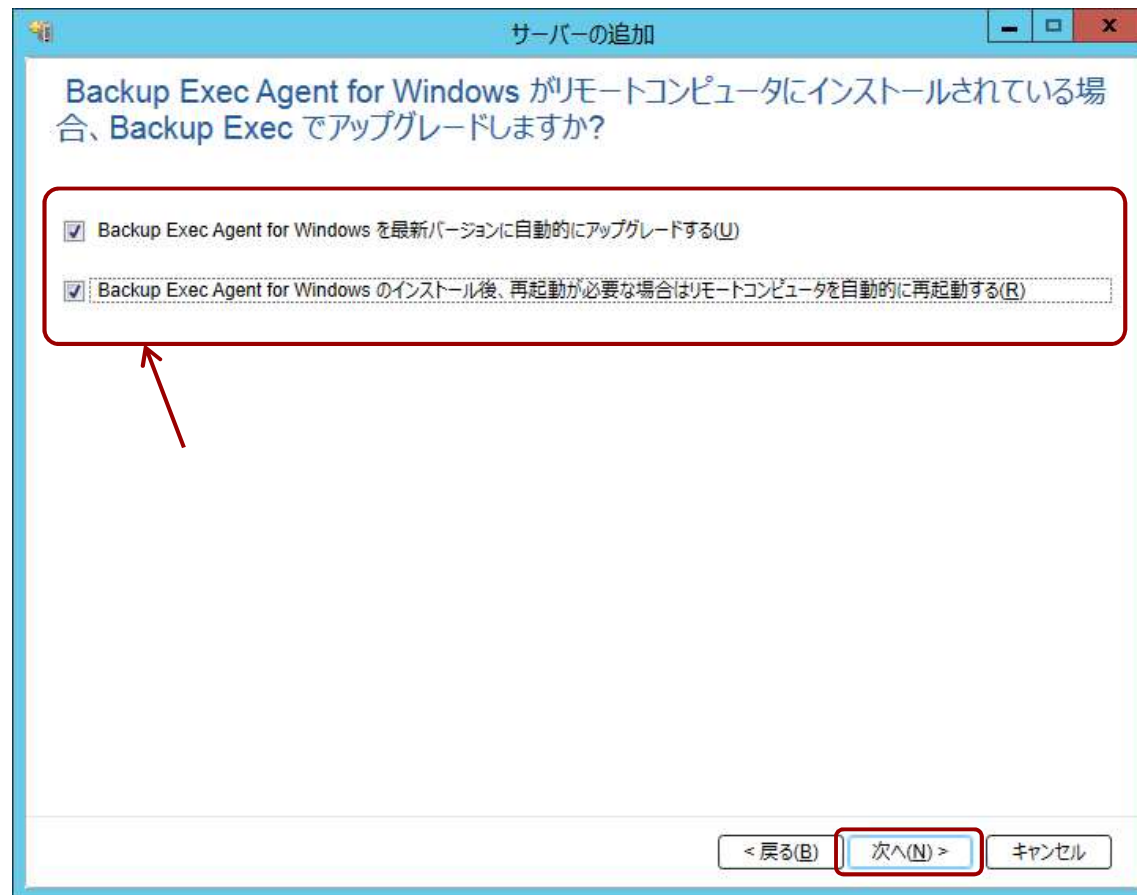 サーバーの追加
Backup Exec Agent for Windows がリモートコンピュータにインストールされている場
合、Backup Exec でアップグレードしますか?
Backup Exec Agent for Windows を最新バージョンに自動的にアップグレードする(U)
Backup Exec Agent for Windows のインストール後、再起動が必要な場合はリモートコンピュータを自動的に再起動する(R)
< 戻る(B) 次へ(N) > キャンセル